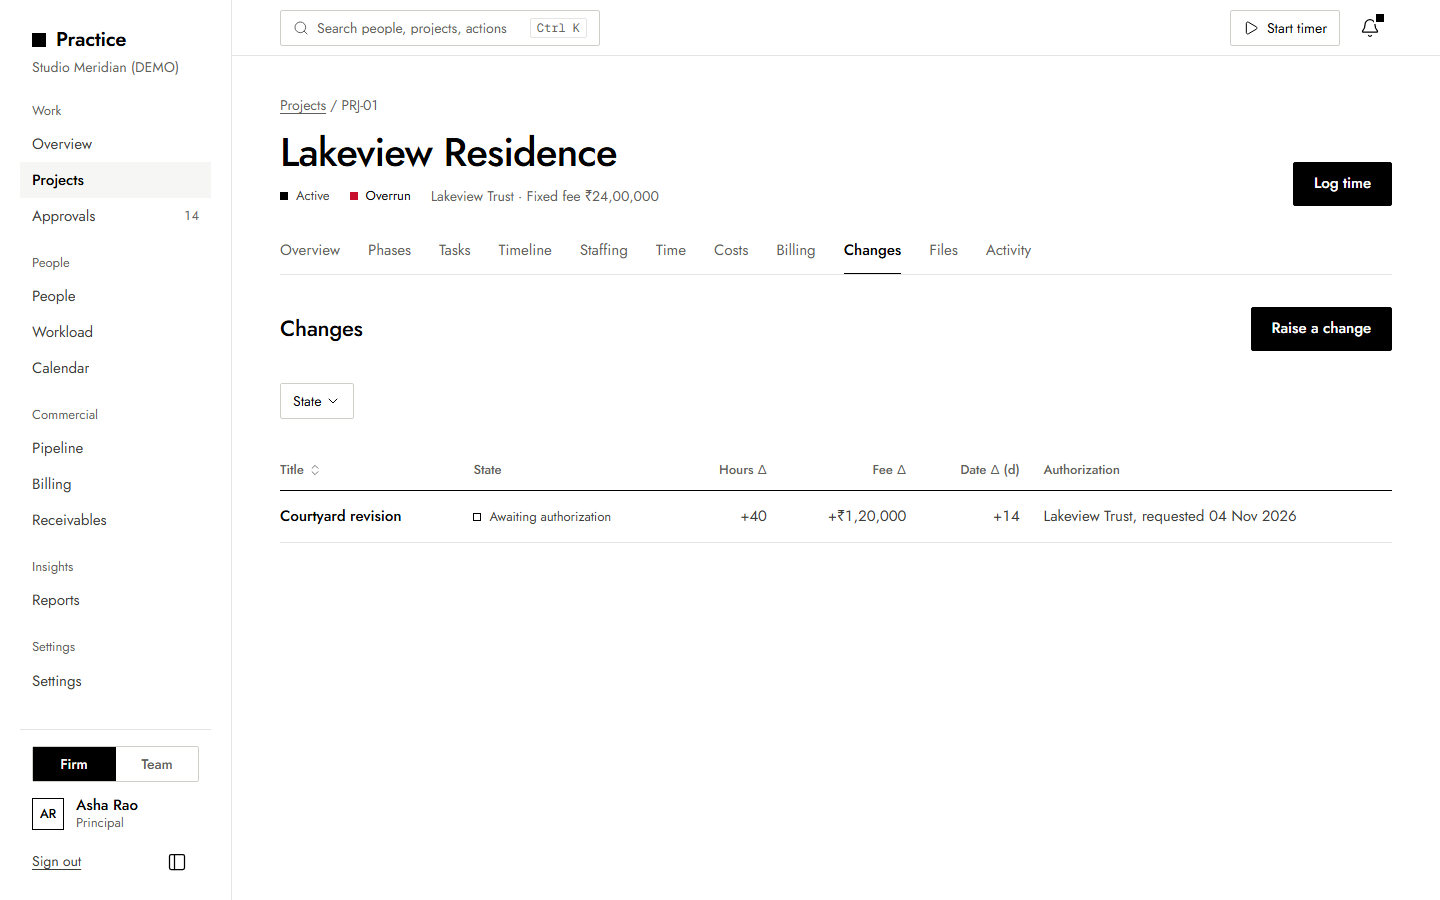 Practice
Studio Meridian (DEMO)
Work
Overview
Projects
Approvals 14
People
People
Workload
Calendar
Commercial
Pipeline
Billing
Receivables
Insights
Reports
Settings
Settings
Firm Team
AR
Asha Rao
Principal
Sign out
Search people, projects, actions Ctrl K
Start timer
Projects / PRJ-01
Lakeview Residence
Active Overrun Lakeview Trust · Fixed fee ₹24,00,000
Log time
Overview Phases Tasks Timeline Staffing Time Costs Billing Changes Files Activity
Changes
Raise a change
State
Title State Hours Δ Fee Δ Date Δ (d) Authorization
Courtyard revision Awaiting authorization +40 +₹1,20,000 +14 Lakeview Trust, requested 04 Nov 2026